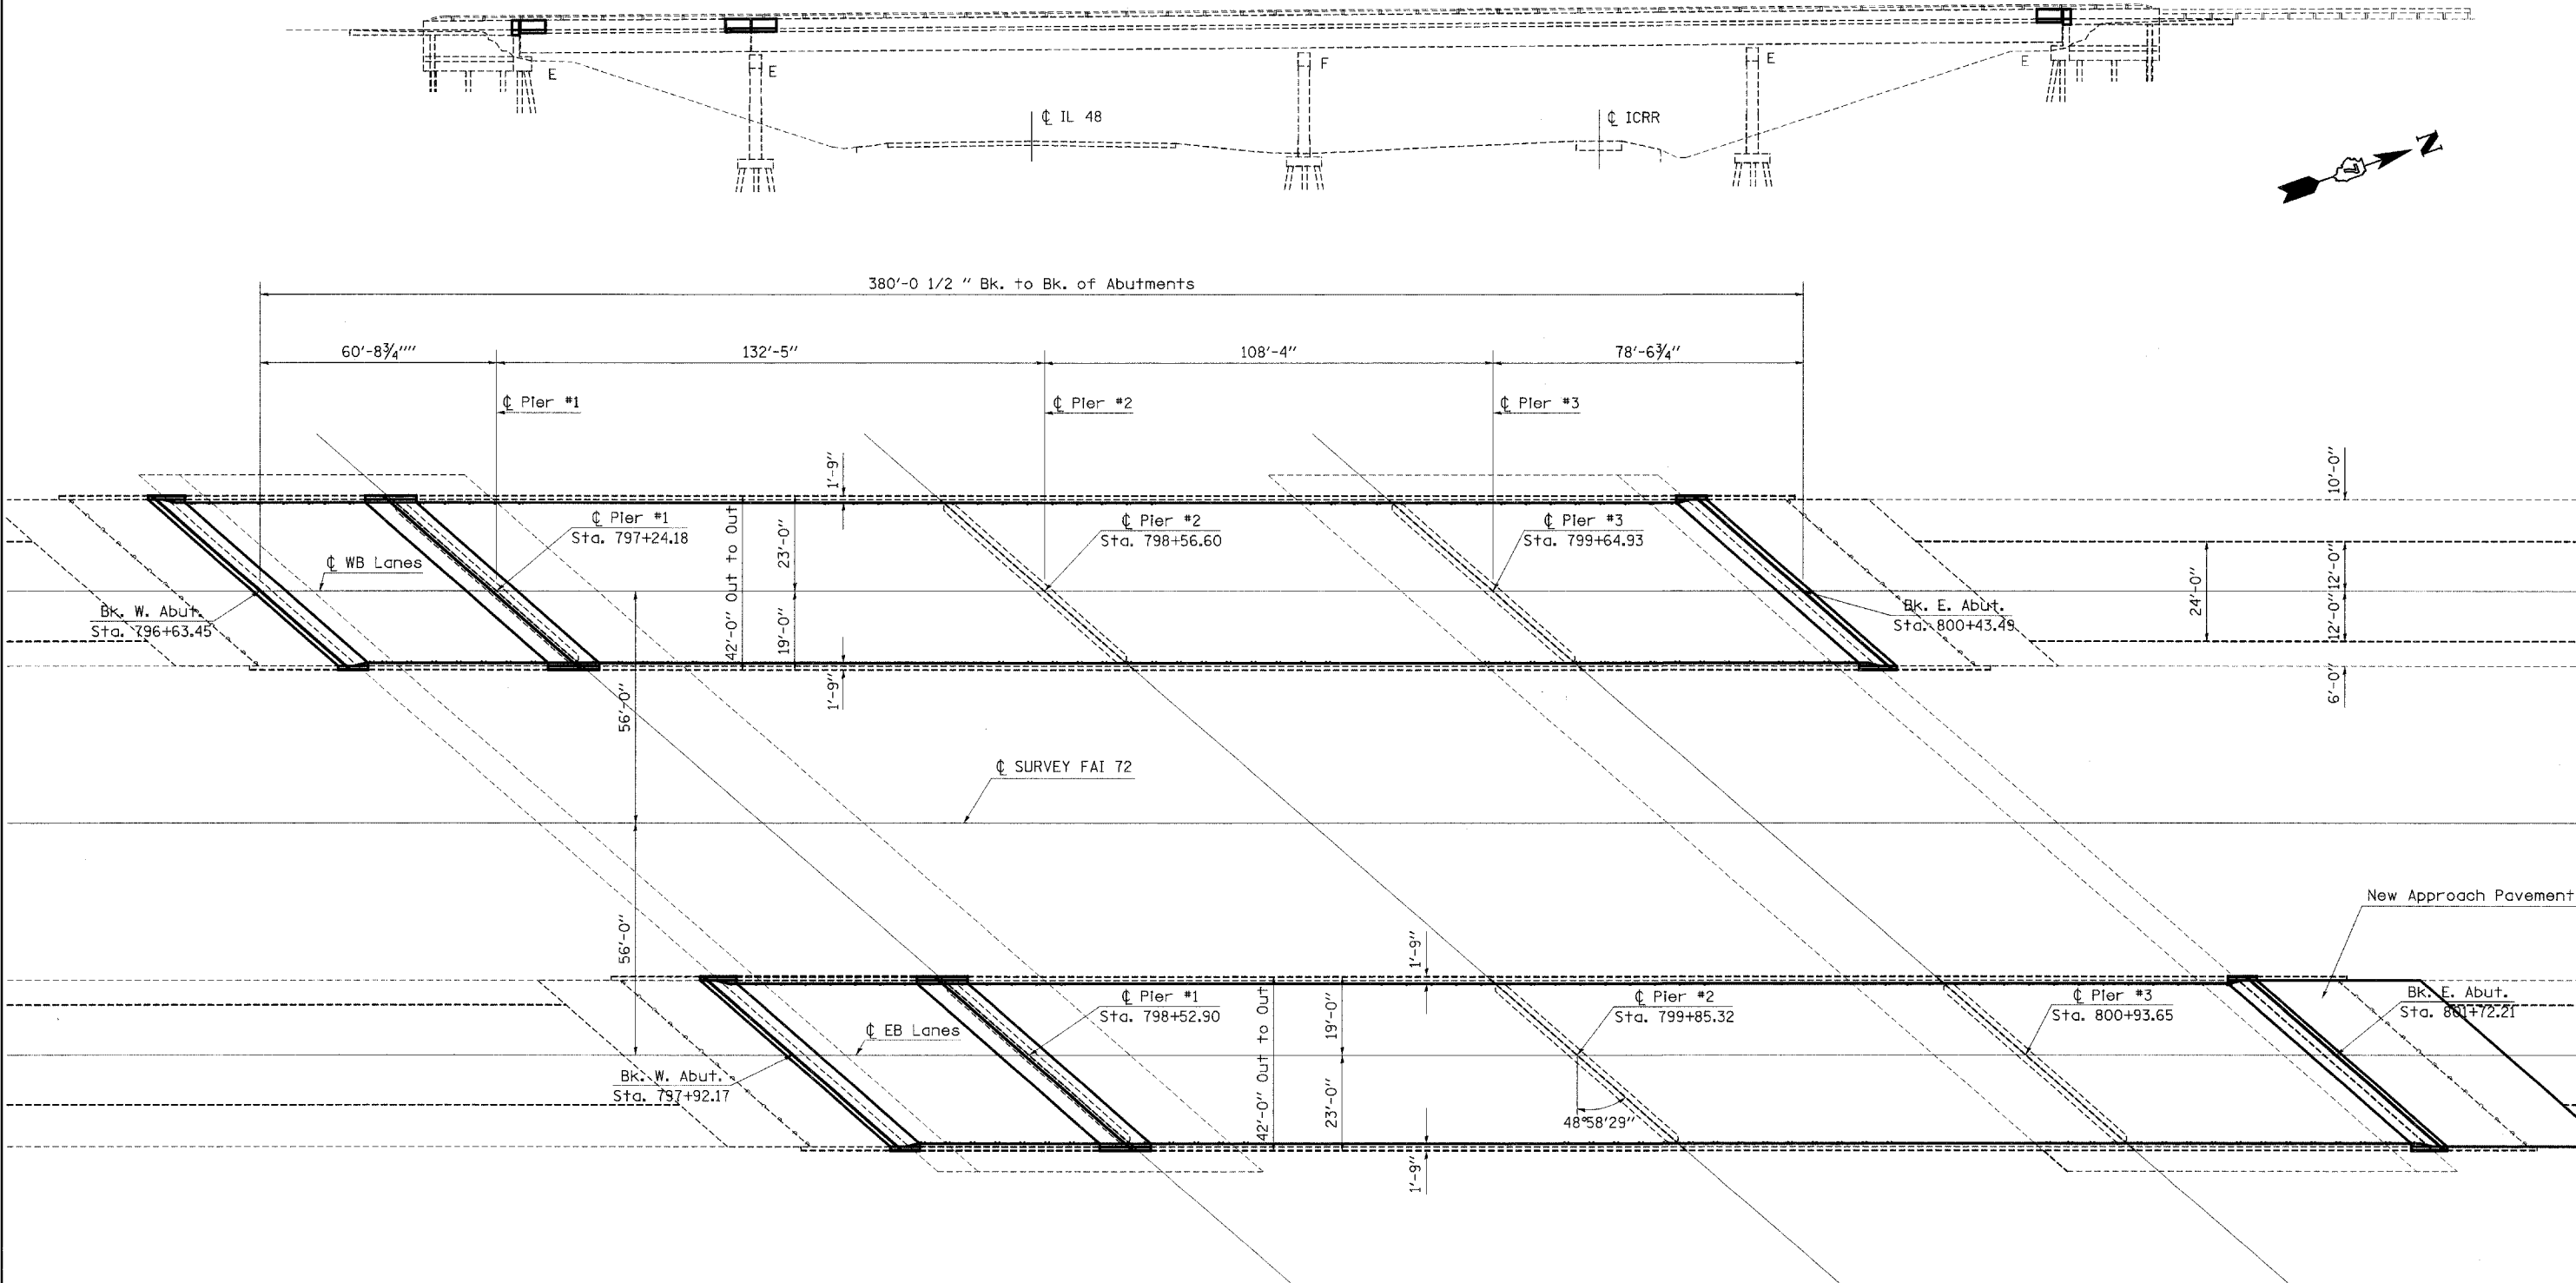 E
E
F
E
E
℄ IL 48
℄ ICRR
N
380'-0 1/2 " Bk. to Bk. of Abutments
60'-8¾""
132'-5"
108'-4"
78'-6¾"
℄ Pier #1
℄ Pier #2
℄ Pier #3
1'-9"
10'-0"
℄ Pier #1
Sta. 797+24.18
℄ Pier #2
Sta. 798+56.60
℄ Pier #3
Sta. 799+64.93
42'-0" Out to Out
23'-0"
19'-0"
℄ WB Lanes
Bk. W. Abut.
Sta. 796+63.45
Bk. E. Abut.
Sta. 800+43.49
24'-0"
12'-0"
12'-0"
6'-0"
1'-9"
56'-0"
℄ SURVEY FAI 72
56'-0"
New Approach Pavement
1'-9"
℄ Pier #1
Sta. 798+52.90
℄ Pier #2
Sta. 799+85.32
℄ Pier #3
Sta. 800+93.65
Bk. E. Abut.
Sta. 801+72.21
42'-0" Out to Out
19'-0"
23'-0"
℄ EB Lanes
Bk. W. Abut.
Sta. 797+92.17
48°58'29"
1'-9"